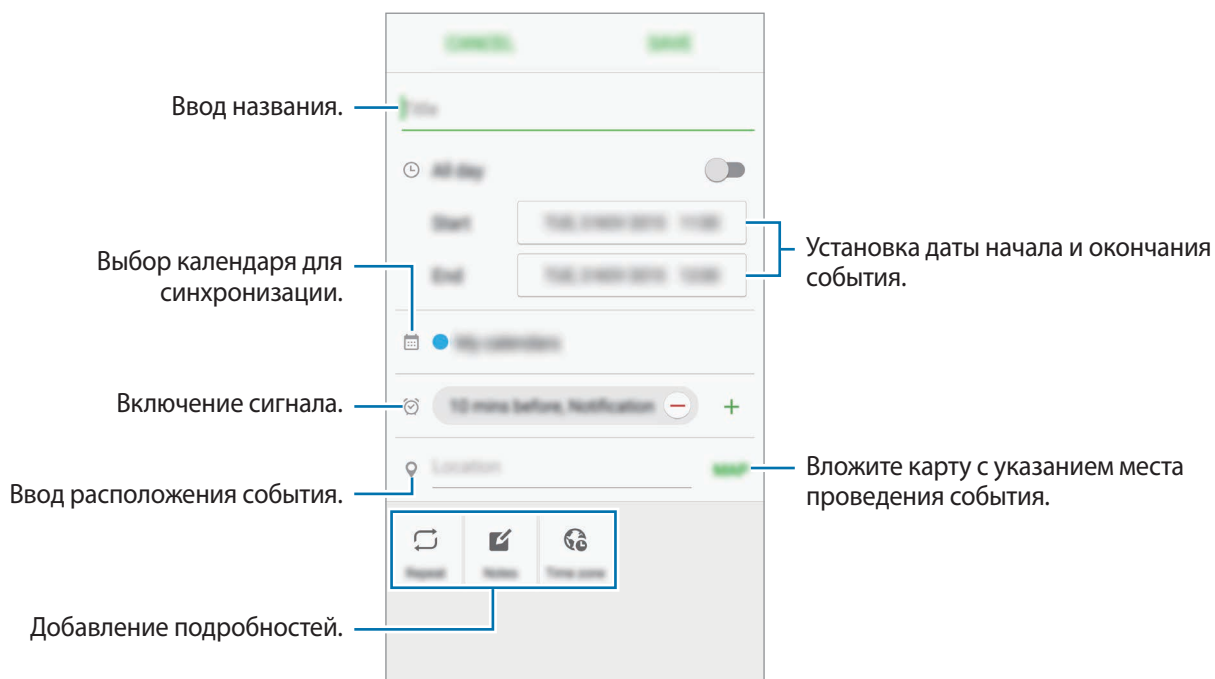 CANCEL
SAVE
Ввод названия.
Title
All day
Start
End
Установка даты начала и окончания
события.
Выбор календаря для
синхронизации.
My calendars
Включение сигнала.
10 mins before, Notification
Ввод расположения события.
Location
MAP
Вложите карту с указанием места
проведения события.
Repeat
Notes
Time zone
Добавление подробностей.